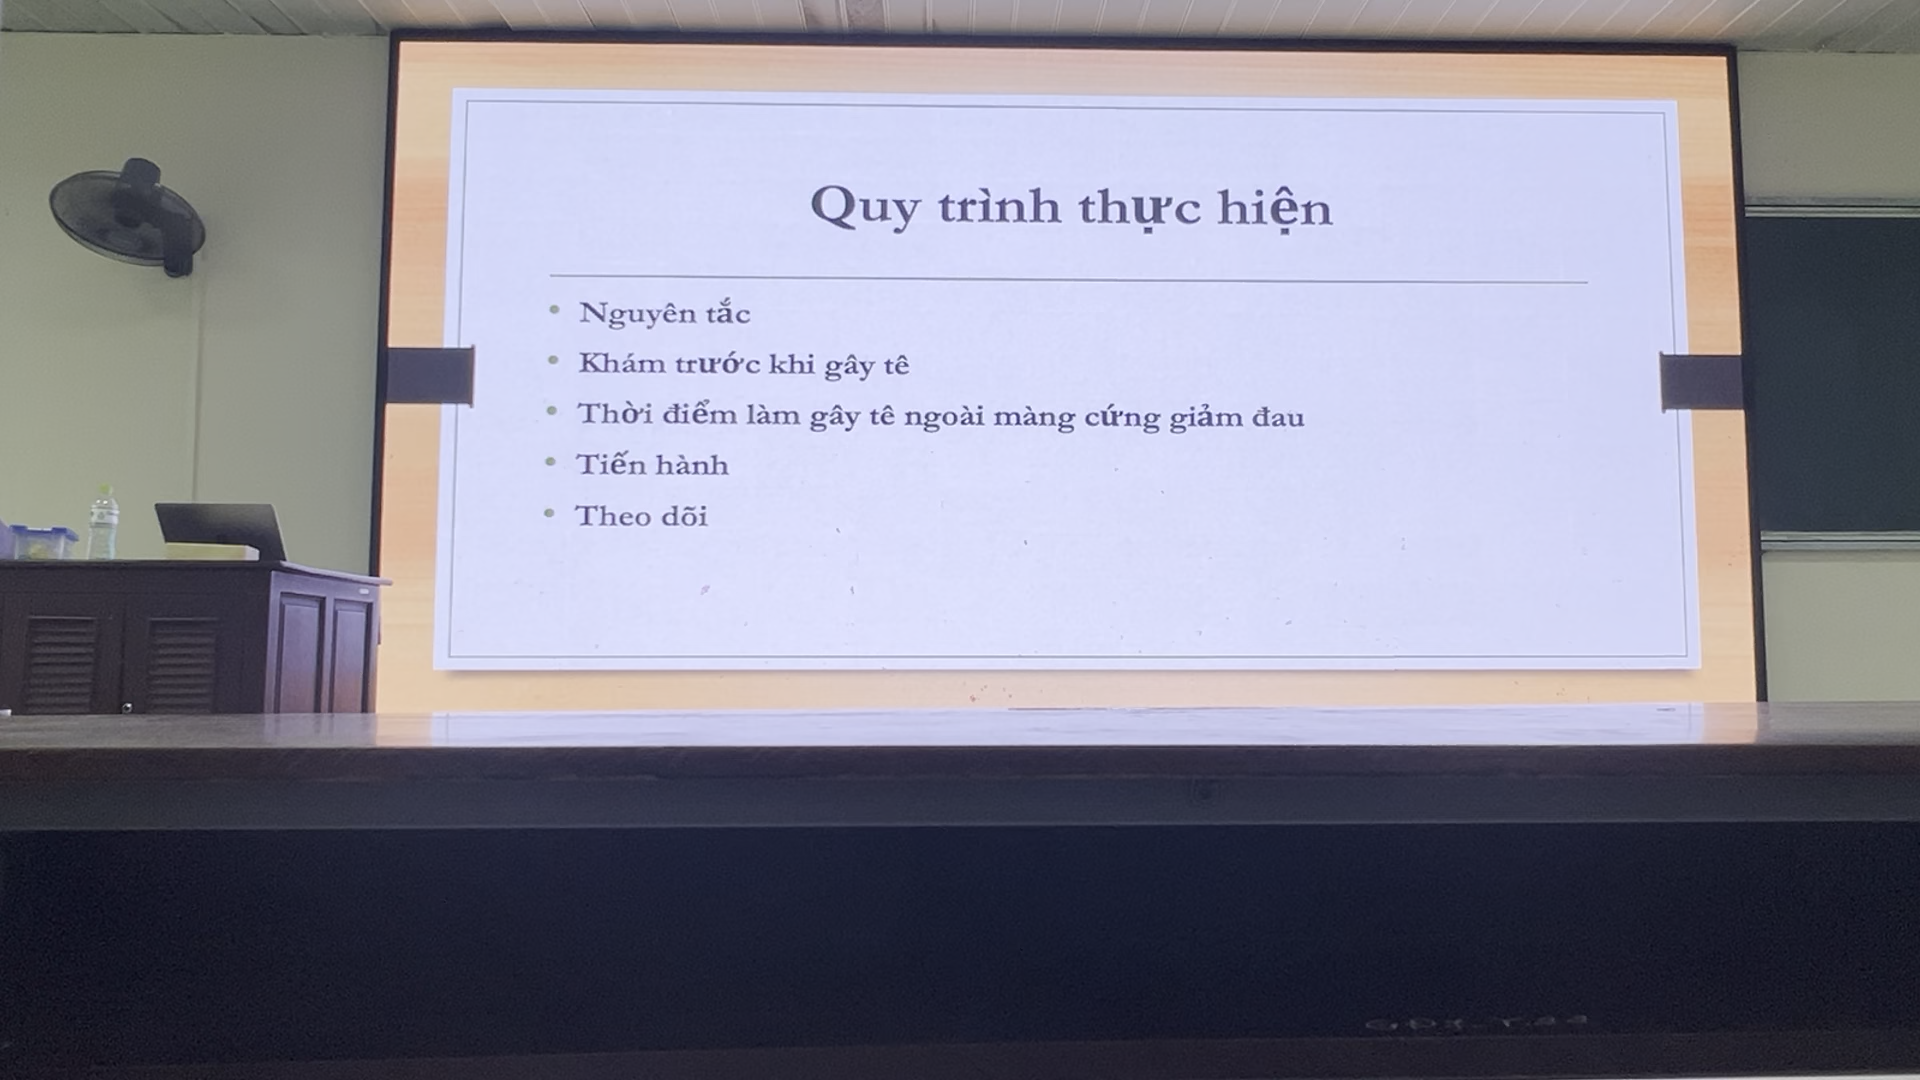 Quy trình thực hiện
• Nguyên tắc
• Khám trước khi gây tê
• Thời điểm làm gây tê ngoài màng cứng giảm đau
• Tiến hành
• Theo dõi